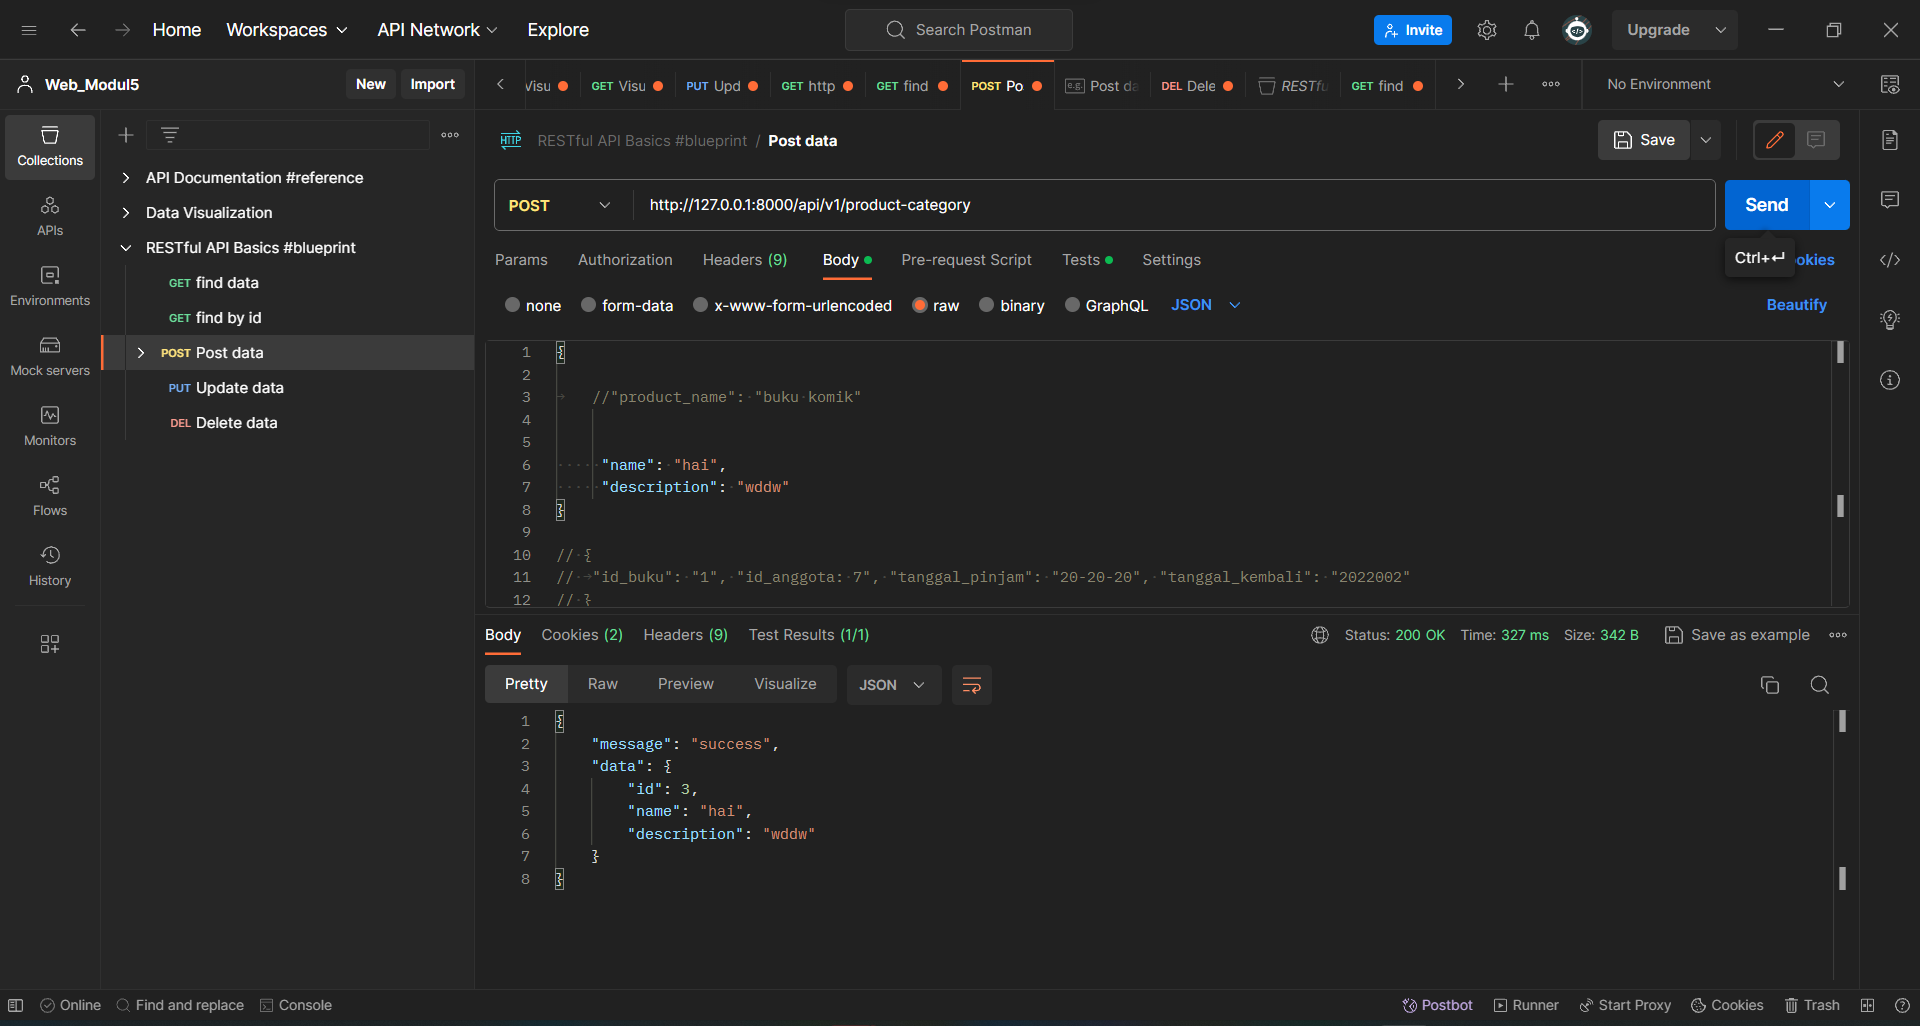 Home Workspaces API Network Explore Search Postman Invite Upgrade
Web_Modul5 New Import
Visu GET Visu PUT Upd GET http GET find POST Po e.g. Post da DEL Dele RESTfu GET find No Environment
Collections
APIs
Environments
Mock servers
Monitors
Flows
History
API Documentation #reference
Data Visualization
RESTful API Basics #blueprint
GET find data
GET find by id
POST Post data
PUT Update data
DEL Delete data
HTTP RESTful API Basics #blueprint / Post data Save
POST http://127.0.0.1:8000/api/v1/product-category Send
Params Authorization Headers (9) Body Pre-request Script Tests Settings Ctrl+↵ okies
none form-data x-www-form-urlencoded raw binary GraphQL JSON Beautify
1 {
2
3 //"product_name": "buku komik"
4
5
6 "name": "hai",
7 "description": "wddw"
8 }
9
10 // {
11 // "id_buku": "1", "id_anggota: 7", "tanggal_pinjam": "20-20-20", "tanggal_kembali": "2022002"
12 // }
Body Cookies (2) Headers (9) Test Results (1/1) Status: 200 OK Time: 327 ms Size: 342 B Save as example
Pretty Raw Preview Visualize JSON
1 {
2 "message": "success",
3 "data": {
4 "id": 3,
5 "name": "hai",
6 "description": "wddw"
7 }
8 }
Online Find and replace Console Postbot Runner Start Proxy Cookies Trash